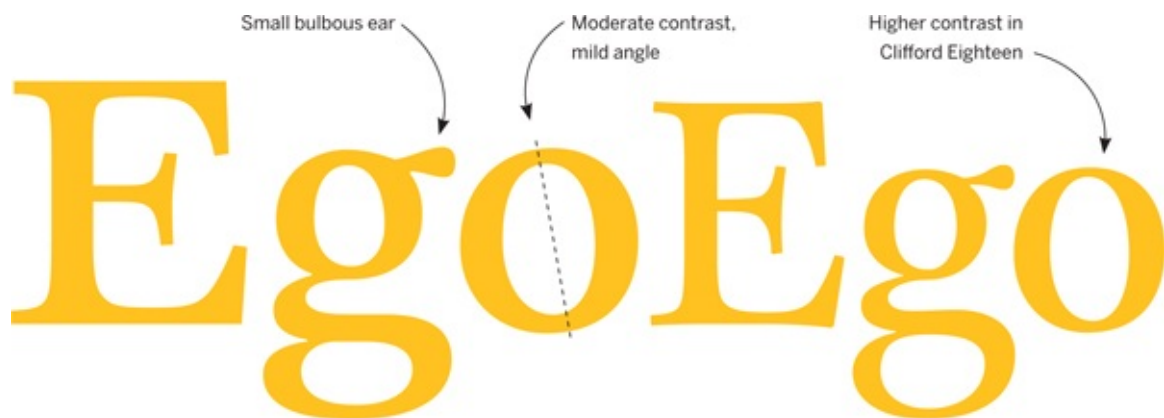 Small bulbous ear
Moderate contrast,
mild angle
Higher contrast in
Clifford Eighteen
EgoEgo